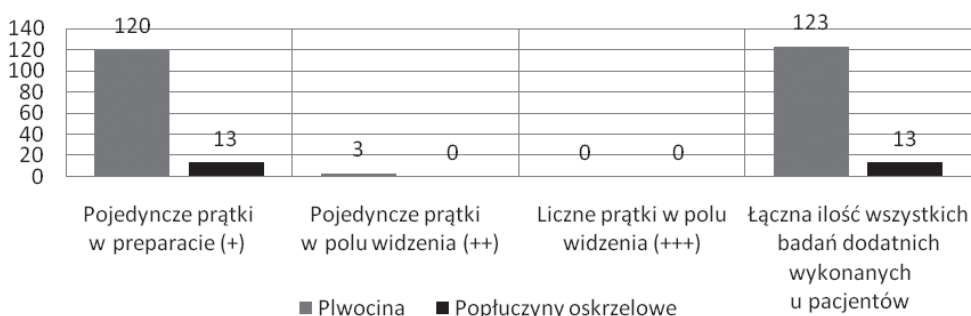 140
120
100
80
60
40
20
0
120
13
3
0
0
0
123
13
Pojedyncze prątki
w preparacie (+)
Pojedyncze prątki
w polu widzenia (++)
Liczne prątki w polu
widzenia (+++)
Łączna ilość wszystkich
badań dodatnich
wykonanych
u pacjentów
Plwocina
Popłuczyny oskrzelowe